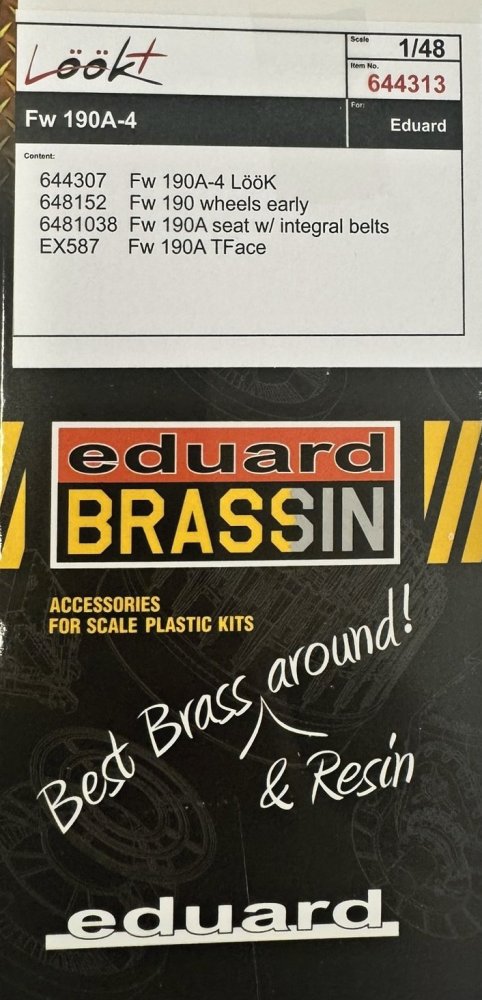 Löök+
Scale
1/48
Item No.
644313
Fw 190A-4
For:
Eduard
Content:
644307 Fw 190A-4 LööK
648152 Fw 190 wheels early
6481038 Fw 190A seat w/ integral belts
EX587 Fw 190A TFace
eduard
BRASSIN
ACCESSORIES
FOR SCALE PLASTIC KITS
Best Brass around!
& Resin
eduard